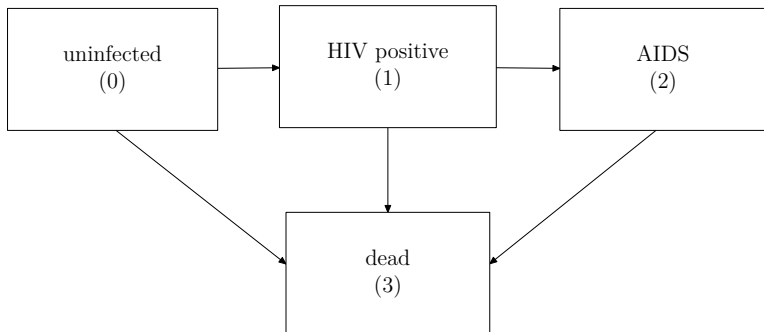 uninfected
(0)
HIV positive
(1)
AIDS
(2)
dead
(3)